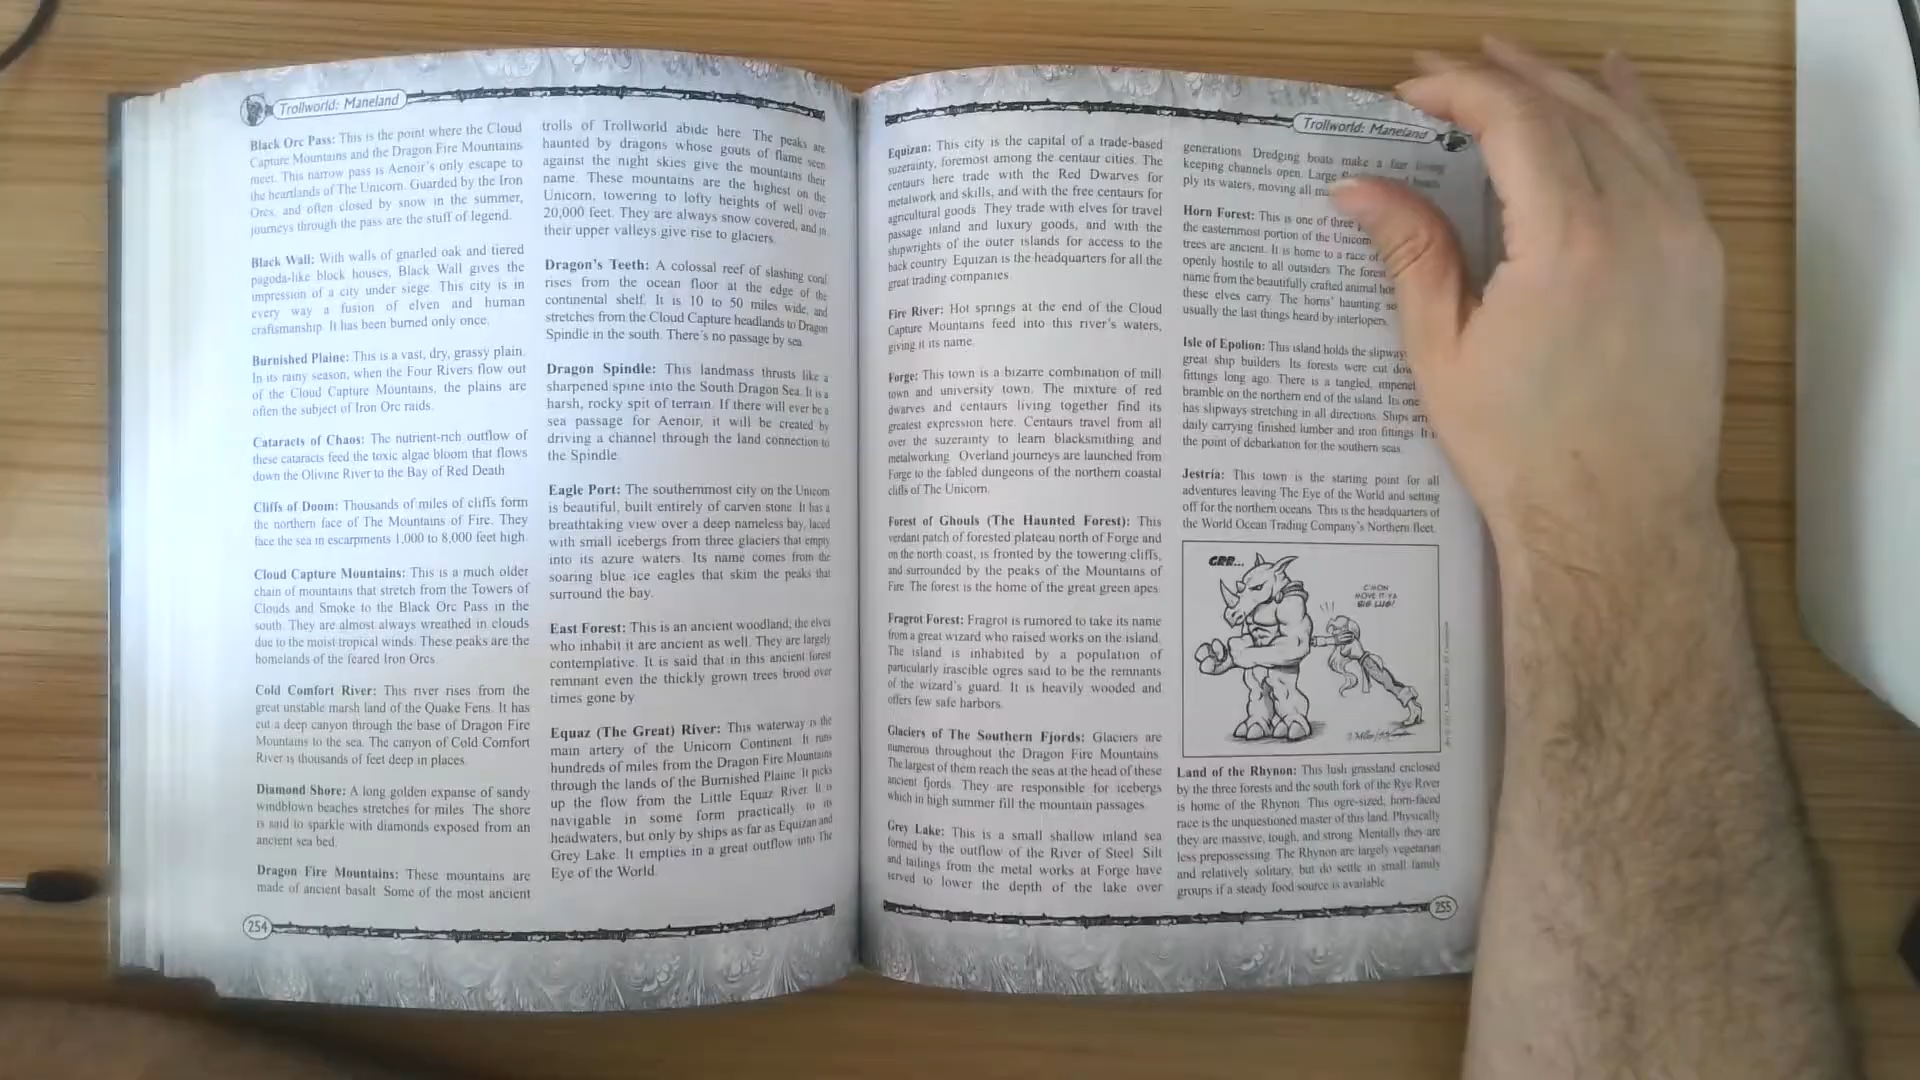 Trollworld: Maneland
Black Orc Pass: This is the point where the Cloud
Capture Mountains and the Dragon Fire Mountains
meet. This narrow pass is Aenoir's only escape to
the heartlands of The Unicorn. Guarded by the Iron
Orcs, and often closed by snow in the summer,
journeys through the pass are the stuff of legend.
Black Wall: With walls of gnarled oak and tiered
pagoda-like block houses, Black Wall gives the
impression of a city under siege. This city is in
every way a fusion of elven and human
craftsmanship. It has been burned only once.
Burnished Plaine: This is a vast, dry, grassy plain.
In its rainy season, when the Four Rivers flow out
of the Cloud Capture Mountains, the plains are
often the subject of Iron Orc raids.
Cataracts of Chaos: The nutrient-rich outflow of
these cataracts feed the toxic algae bloom that flows
down the Olivine River to the Bay of Red Death
Cliffs of Doom: Thousands of miles of cliffs form
the northern face of The Mountains of Fire. They
face the sea in escarpments 1,000 to 8,000 feet high.
Cloud Capture Mountains: This is a much older
chain of mountains that stretch from the Towers of
Clouds and Smoke to the Black Orc Pass in the
south. They are almost always wreathed in clouds
due to the moist tropical winds. These peaks are the
homelands of the feared Iron Orcs.
Cold Comfort River: This river rises from the
great unstable marsh land of the Quake Fens. It has
cut a deep canyon through the base of Dragon Fire
Mountains to the sea. The canyon of Cold Comfort
River is thousands of feet deep in places.
Diamond Shore: A long golden expanse of sandy
windblown beaches stretches for miles. The shore
is said to sparkle with diamonds exposed from an
ancient sea bed.
Dragon Fire Mountains: These mountains are
made of ancient basalt. Some of the most ancient
254
trolls of Trollworld abide here. The peaks are
haunted by dragons whose gouts of flame seen
against the night skies give the mountains their
name. These mountains are the highest on the
Unicorn, towering to lofty heights of well over
20,000 feet. They are always snow covered, and in
their upper valleys give rise to glaciers.
Dragon's Teeth: A colossal reef of slashing coral
rises from the ocean floor at the edge of the
continental shelf. It is 10 to 50 miles wide, and
stretches from the Cloud Capture headlands to Dragon
Spindle in the south. There's no passage by sea.
Dragon Spindle: This landmass thrusts like a
sharpened spine into the South Dragon Sea. It is a
harsh, rocky spit of terrain. If there will ever be a
sea passage for Aenoir, it will be created by
driving a channel through the land connection to
the Spindle.
Eagle Port: The southernmost city on the Unicorn
is beautiful, built entirely of carven stone. It has a
breathtaking view over a deep nameless bay, laced
with small icebergs from three glaciers that empty
into its azure waters. Its name comes from the
soaring blue ice eagles that skim the peaks that
surround the bay.
East Forest: This is an ancient woodland; the elves
who inhabit it are ancient as well. They are largely
contemplative. It is said that in this ancient forest
remnant even the thickly grown trees brood over
times gone by.
Equaz (The Great) River: This waterway is the
main artery of the Unicorn Continent. It runs
hundreds of miles from the Dragon Fire Mountains
through the lands of the Burnished Plaine. It picks
up the flow from the Little Equaz River. It is
navigable in some form practically to its
headwaters, but only by ships as far as Equizan and
Grey Lake. It empties in a great outflow into The
Eye of the World.
Trollworld: Maneland
Equizan: This city is the capital of a trade-based
suzerainty, foremost among the centaur cities. The
centaurs here trade with the Red Dwarves for
metalwork and skills, and with the free centaurs for
agricultural goods. They trade with elves for travel
passage inland and luxury goods, and with the
shipwrights of the outer islands for access to the
back country. Equizan is the headquarters for all the
great trading companies.
Fire River: Hot springs at the end of the Cloud
Capture Mountains feed into this river's waters,
giving it its name.
Forge: This town is a bizarre combination of mill
town and university town. The mixture of red
dwarves and centaurs living together find its
greatest expression here. Centaurs travel from all
over the suzerainty to learn blacksmithing and
metalworking. Overland journeys are launched from
Forge to the fabled dungeons of the northern coastal
cliffs of The Unicorn.
Forest of Ghouls (The Haunted Forest): This
verdant patch of forested plateau north of Forge and
on the north coast, is fronted by the towering cliffs,
and surrounded by the peaks of the Mountains of
Fire. The forest is the home of the great green apes.
Fragrot Forest: Fragrot is rumored to take its name
from a great wizard who raised works on the island.
The island is inhabited by a population of
particularly irascible ogres said to be the remnants
of the wizard's guard. It is heavily wooded and
offers few safe harbors.
Glaciers of The Southern Fjords: Glaciers are
numerous throughout the Dragon Fire Mountains.
The largest of them reach the seas at the head of these
ancient fjords. They are responsible for icebergs
which in high summer fill the mountain passages.
Grey Lake: This is a small shallow inland sea
formed by the outflow of the River of Steel. Silt
and tailings from the metal works at Forge have
served to lower the depth of the lake over
generations. Dredging boats make a fair living
keeping channels open. Large
ply its waters, moving all
Horn Forest: This is one of three
the easternmost portion of the Unicorn
trees are ancient. It is home to a race of
openly hostile to all outsiders. The forest
name from the beautifully crafted animal
these elves carry. The horns' haunting
usually the last things heard by interlopers.
Isle of Epolion: This island holds the
great ship builders. Its forests were cut
fittings long ago. There is a tangled,
bramble on the northern end of the island. Its one
has slipways stretching in all directions. Ships
daily carrying finished lumber and iron fittings. It is
the point of debarkation for the southern seas.
Jestria: This town is the starting point for all
adventures leaving The Eye of the World and setting
off for the northern oceans. This is the headquarters of
the World Ocean Trading Company's Northern fleet.
GRR...
C'MON
MOVE IT YA
BIG LUG!
Land of the Rhynon: This lush grassland enclosed
by the three forests and the south fork of the Rye River
is home of the Rhynon. This ogre-sized, horn-faced
race is the unquestioned master of this land. Physically
they are massive, tough, and strong. Mentally they are
less prepossessing. The Rhynon are largely vegetarian
and relatively solitary, but do settle in small family
groups if a steady food source is available.
255